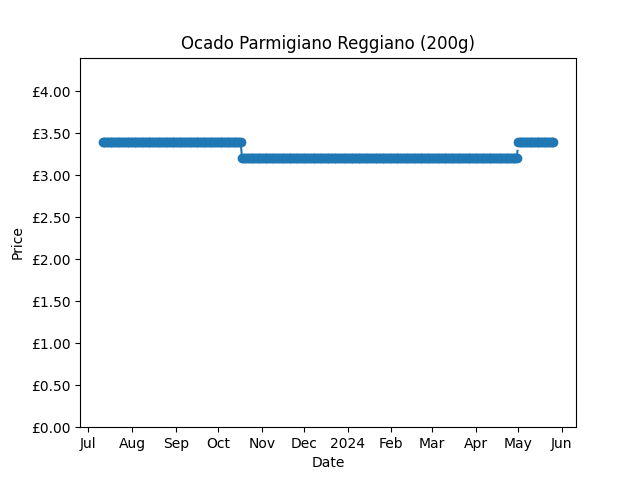 Ocado Parmigiano Reggiano (200g)
£4.00
£3.50
£3.00
£2.50
£2.00
£1.50
£1.00
£0.50
£0.00
Price
Jul Aug Sep Oct Nov Dec 2024 Feb Mar Apr May Jun
Date